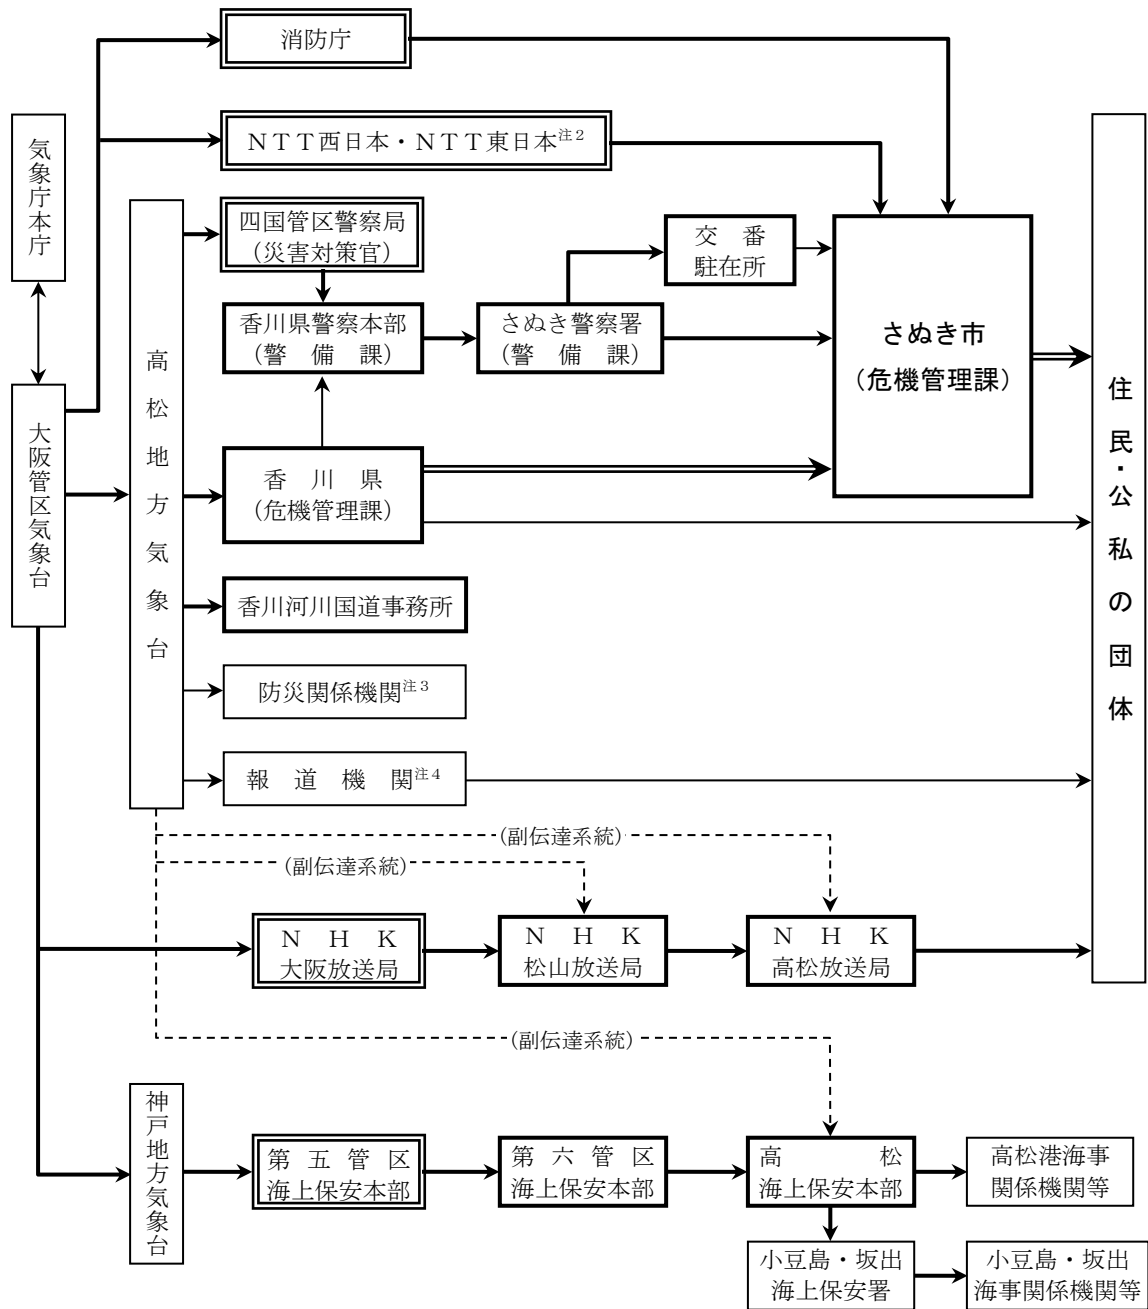 消防庁
ＮＴＴ西日本・ＮＴＴ東日本注２
気象庁本庁
四国管区警察局
（災害対策官）
交　番
駐在所
香川県警察本部
（警　備　課）
さぬき警察署
（警　備　課）
さぬき市
（危機管理課）
高松地方気象台
大阪管区気象台
香　川　県
（危機管理課）
住民・公私の団体
香川河川国道事務所
防災関係機関注３
報　道　機　関注４
(副伝達系統)
(副伝達系統)
Ｎ　Ｈ　Ｋ
大阪放送局
Ｎ　Ｈ　Ｋ
松山放送局
Ｎ　Ｈ　Ｋ
高松放送局
(副伝達系統)
神戸地方気象台
第　五　管　区
海上保安本部
第　六　管　区
海上保安本部
高　　　松
海上保安本部
高松港海事
関係機関等
小豆島・坂出
海上保安署
小豆島・坂出
海事関係機関等